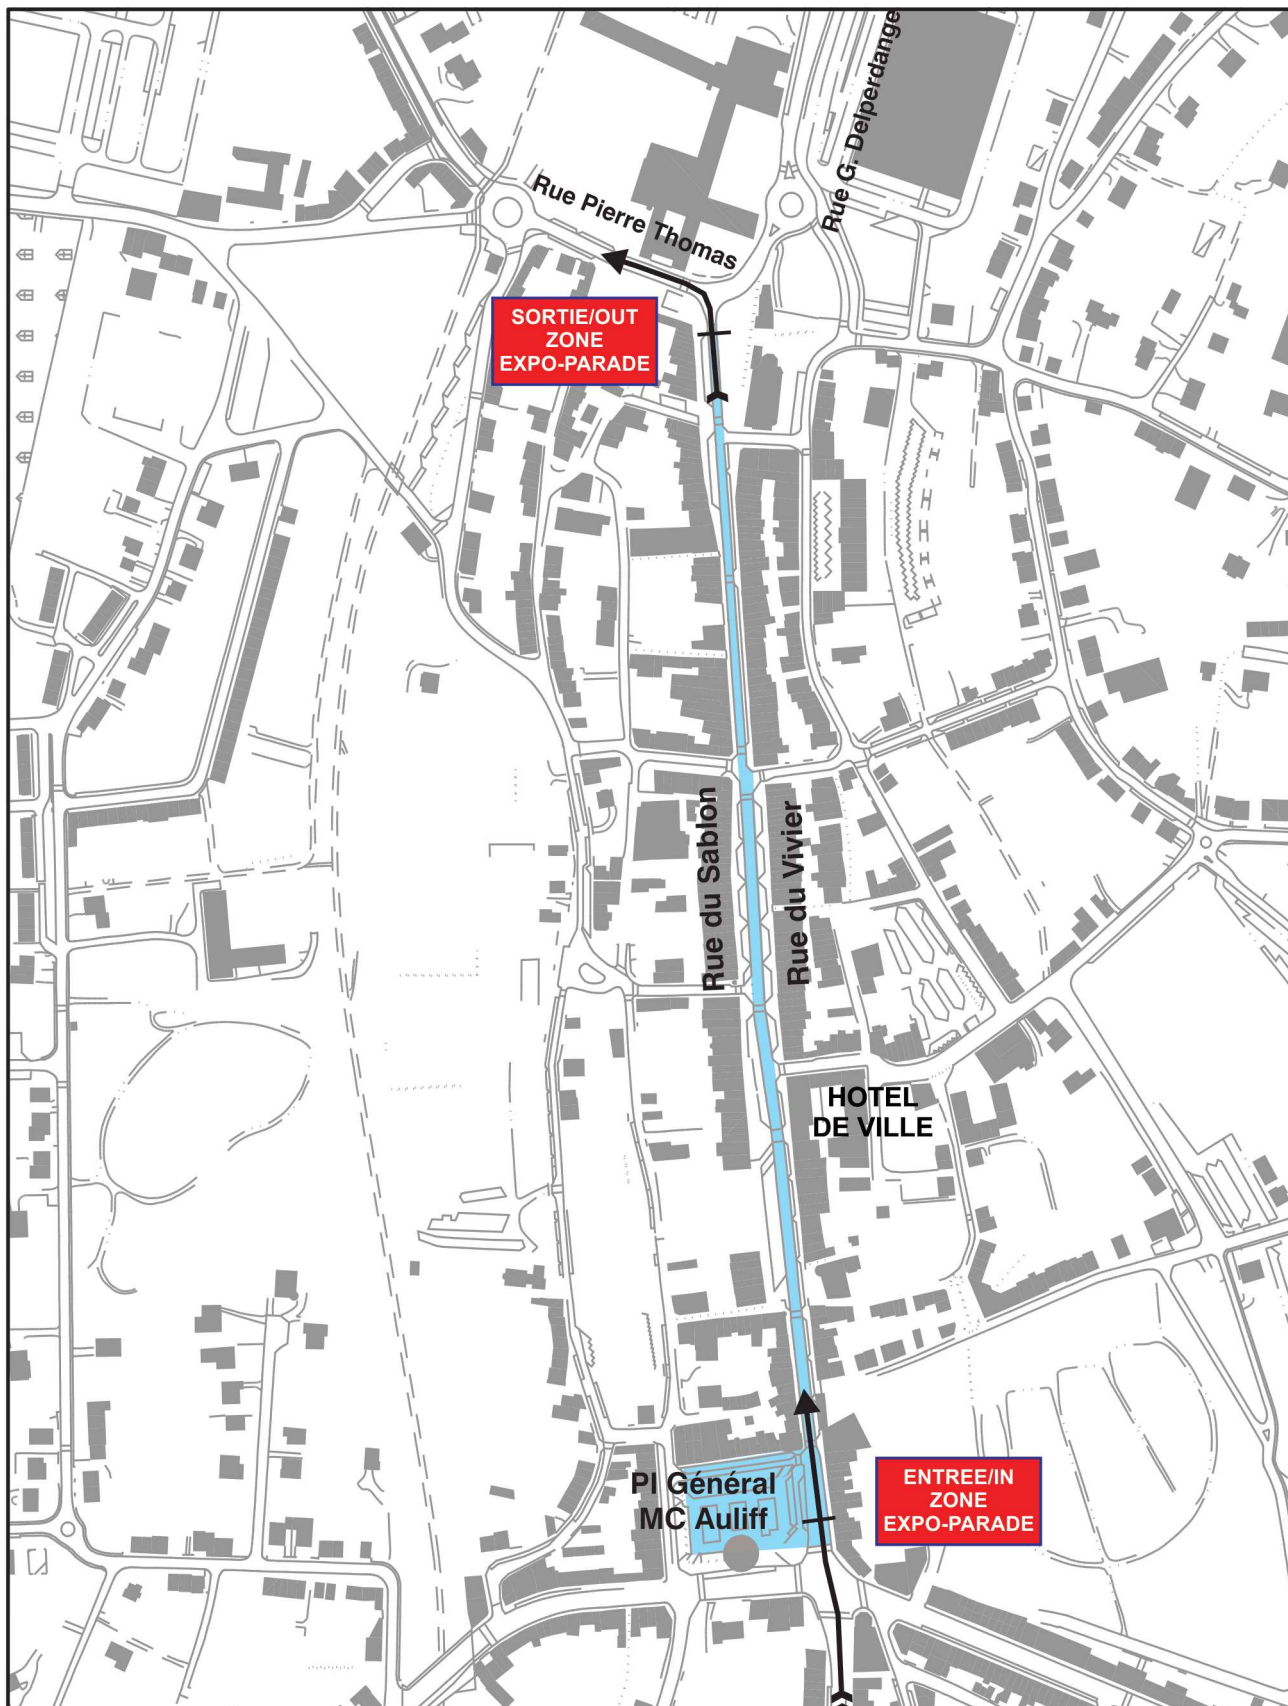 Rue G. Delperdange
Rue Pierre Thomas
SORTIE/OUT
ZONE
EXPO-PARADE
Rue du Sablon
Rue du Vivier
HOTEL
DE VILLE
Pl Général
MC Auliff
ENTREE/IN
ZONE
EXPO-PARADE